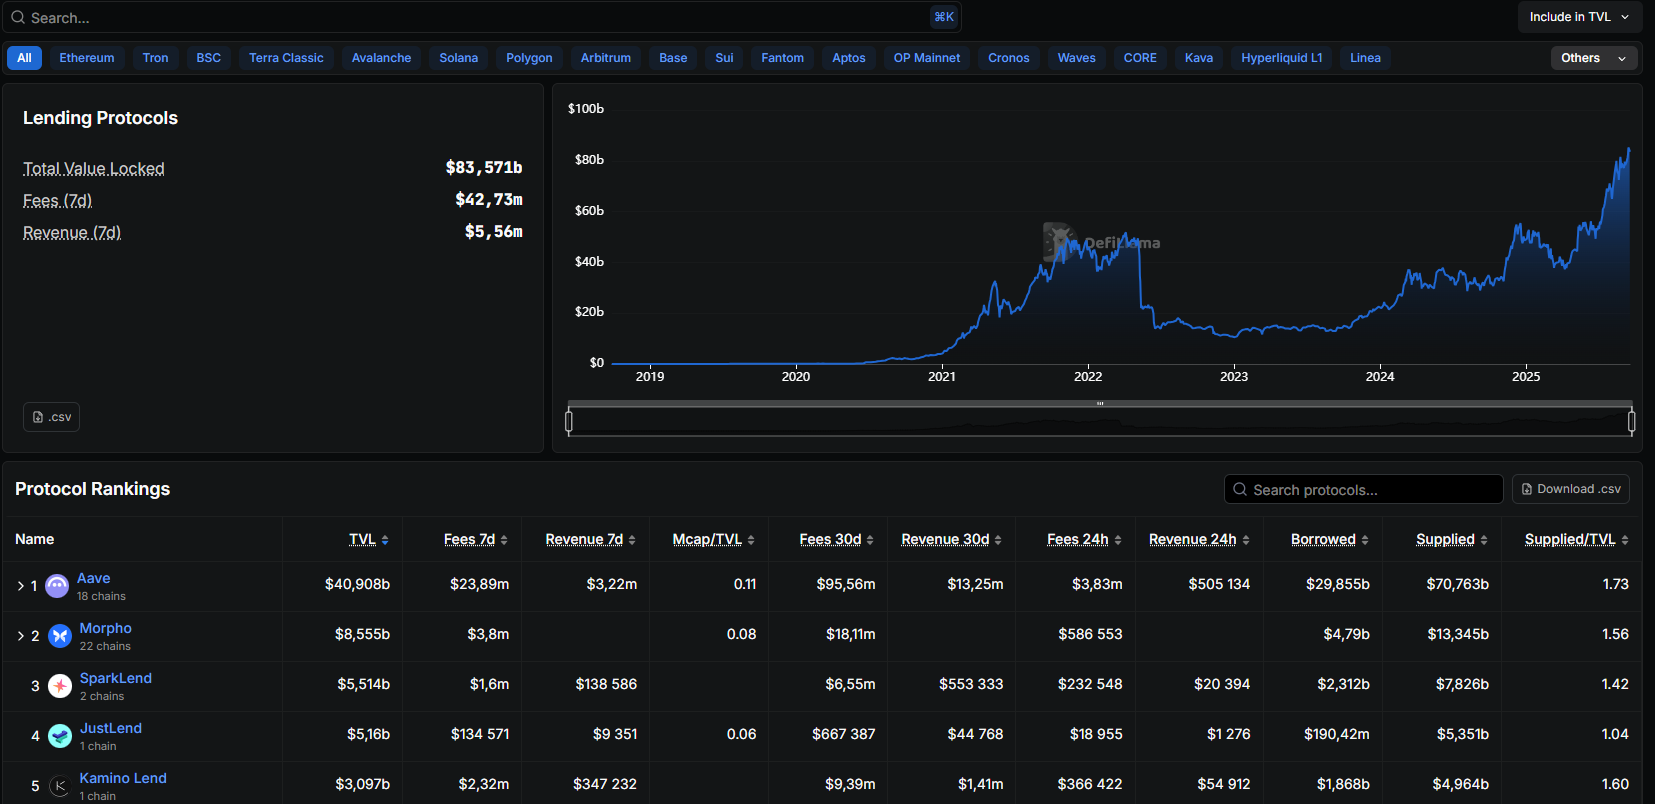 Search... ⌘K Include in TVL
All Ethereum Tron BSC Terra Classic Avalanche Solana Polygon Arbitrum Base Sui Fantom Aptos OP Mainnet Cronos Waves CORE Kava Hyperliquid L1 Linea Others
Lending Protocols
Total Value Locked $83,571b
Fees (7d) $42,73m
Revenue (7d) $5,56m
.csv
$100b
$80b
$60b
$40b
$20b
$0
DefiLlama
2019 2020 2021 2022 2023 2024 2025
Protocol Rankings Search protocols... Download .csv
Name TVL Fees 7d Revenue 7d Mcap/TVL Fees 30d Revenue 30d Fees 24h Revenue 24h Borrowed Supplied Supplied/TVL
1 Aave $40,908b $23,89m $3,22m 0.11 $95,56m $13,25m $3,83m $505 134 $29,855b $70,763b 1.73
18 chains
2 Morpho $8,555b $3,8m 0.08 $18,11m $586 553 $4,79b $13,345b 1.56
22 chains
3 SparkLend $5,514b $1,6m $138 586 $6,55m $553 333 $232 548 $20 394 $2,312b $7,826b 1.42
2 chains
4 JustLend $5,16b $134 571 $9 351 0.06 $667 387 $44 768 $18 955 $1 276 $190,42m $5,351b 1.04
1 chain
5 Kamino Lend $3,097b $2,32m $347 232 $9,39m $1,41m $366 422 $54 912 $1,868b $4,964b 1.60
1 chain